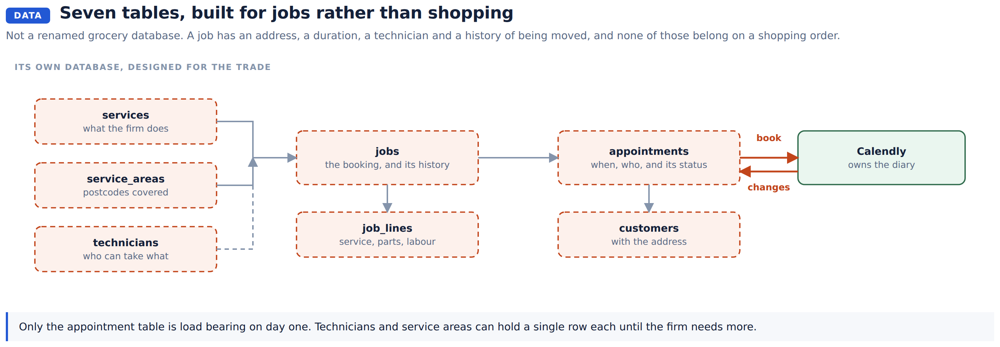 DATA
Seven tables, built for jobs rather than shopping
Not a renamed grocery database. A job has an address, a duration, a technician and a history of being moved, and none of those belong on a shopping order.
ITS OWN DATABASE, DESIGNED FOR THE TRADE
services
what the firm does
service_areas
postcodes covered
technicians
who can take what
jobs
the booking, and its history
job_lines
service, parts, labour
appointments
when, who, and its status
customers
with the address
book
changes
Calendly
owns the diary
Only the appointment table is load bearing on day one. Technicians and service areas can hold a single row each until the firm needs more.